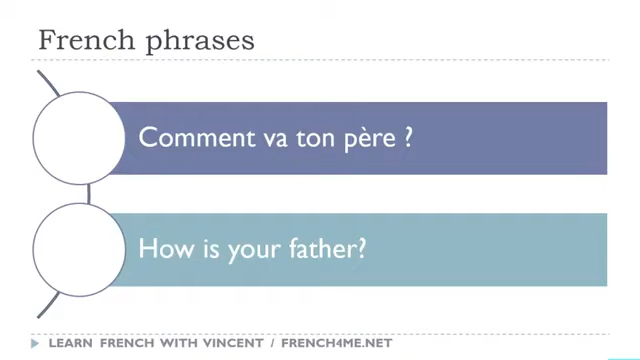 French phrases
Comment va ton père ?
How is your father?
LEARN FRENCH WITH VINCENT / FRENCH4ME.NET